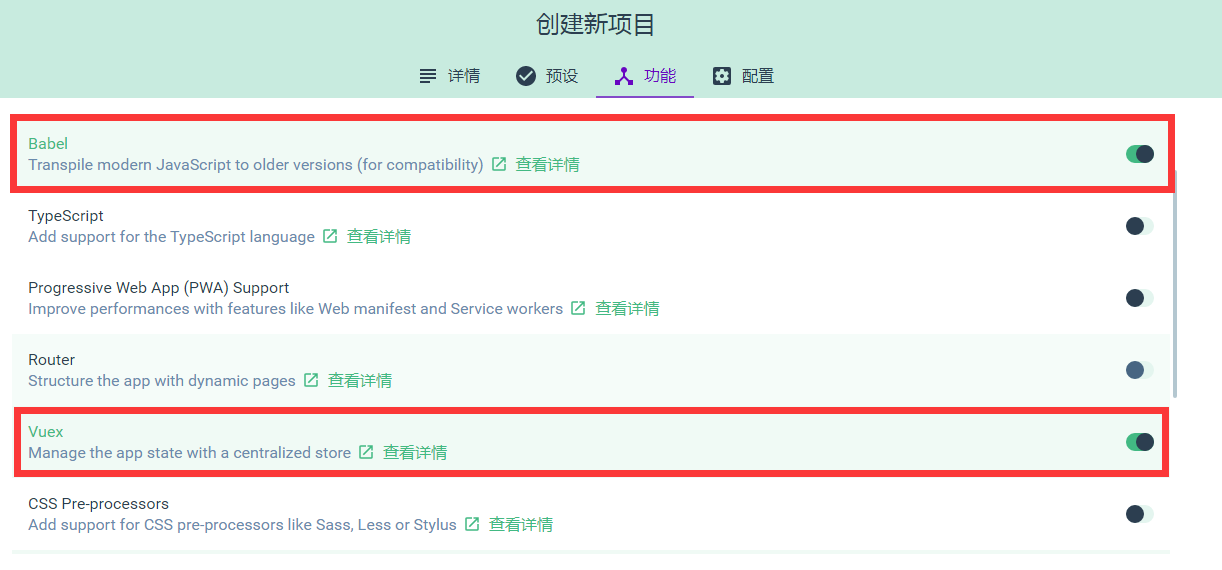 创建新项目
详情 预设 功能 配置
Babel
Transpile modern JavaScript to older versions (for compatibility) 查看详情
TypeScript
Add support for the TypeScript language 查看详情
Progressive Web App (PWA) Support
Improve performances with features like Web manifest and Service workers 查看详情
Router
Structure the app with dynamic pages 查看详情
Vuex
Manage the app state with a centralized store 查看详情
CSS Pre-processors
Add support for CSS pre-processors like Sass, Less or Stylus 查看详情